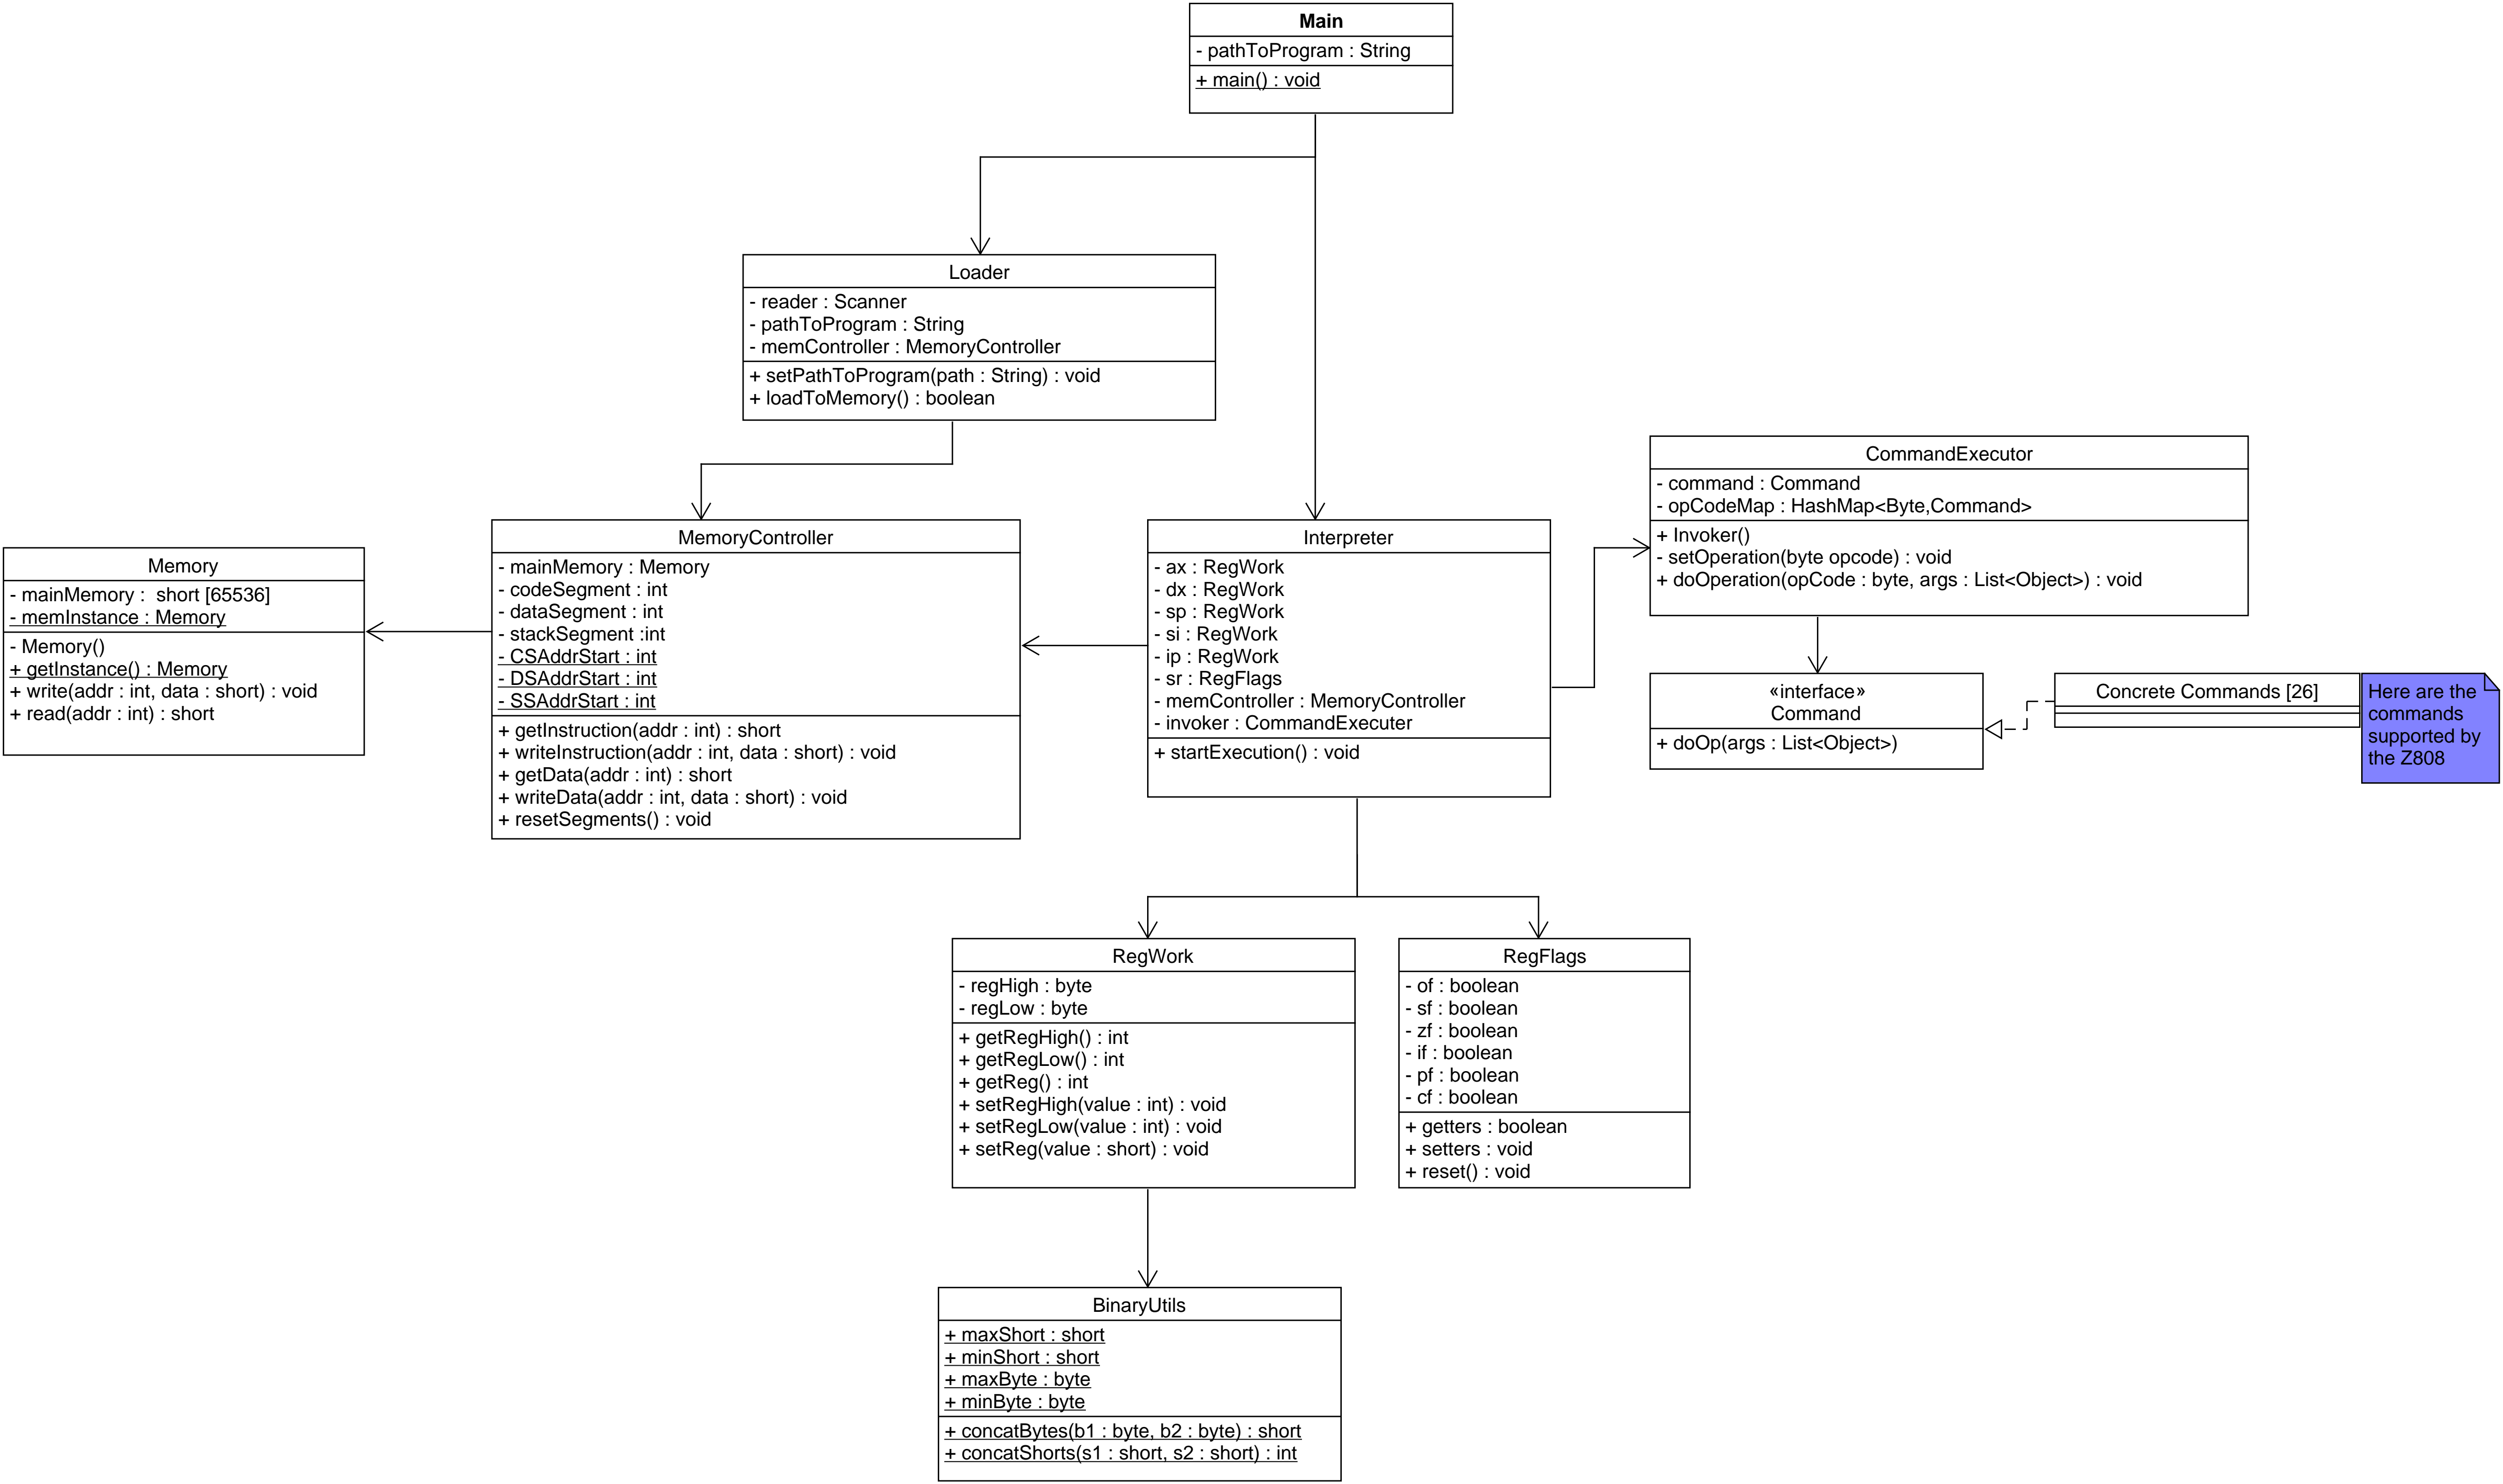 Main
- pathToProgram : String
+ main() : void
Loader
- reader : Scanner
- pathToProgram : String
- memController : MemoryController
+ setPathToProgram(path : String) : void
+ loadToMemory() : boolean
CommandExecutor
- command : Command
- opCodeMap : HashMap<Byte,Command>
+ Invoker()
- setOperation(byte opcode) : void
+ doOperation(opCode : byte, args : List<Object>) : void
Memory
- mainMemory :  short [65536]
- memInstance : Memory
- Memory()
+ getInstance() : Memory
+ write(addr : int, data : short) : void
+ read(addr : int) : short
MemoryController
- mainMemory : Memory
- codeSegment : int
- dataSegment : int
- stackSegment :int
- CSAddrStart : int
- DSAddrStart : int
- SSAddrStart : int
+ getInstruction(addr : int) : short
+ writeInstruction(addr : int, data : short) : void
+ getData(addr : int) : short
+ writeData(addr : int, data : short) : void
+ resetSegments() : void
Interpreter
- ax : RegWork
- dx : RegWork
- sp : RegWork
- si : RegWork
- ip : RegWork
- sr : RegFlags
- memController : MemoryController
- invoker : CommandExecuter
+ startExecution() : void
«interface»
Command
+ doOp(args : List<Object>)
Concrete Commands [26]
Here are the
commands
supported by
the Z808
RegWork
- regHigh : byte
- regLow : byte
+ getRegHigh() : int
+ getRegLow() : int
+ getReg() : int
+ setRegHigh(value : int) : void
+ setRegLow(value : int) : void
+ setReg(value : short) : void
RegFlags
- of : boolean
- sf : boolean
- zf : boolean
- if : boolean
- pf : boolean
- cf : boolean
+ getters : boolean
+ setters : void
+ reset() : void
BinaryUtils
+ maxShort : short
+ minShort : short
+ maxByte : byte
+ minByte : byte
+ concatBytes(b1 : byte, b2 : byte) : short
+ concatShorts(s1 : short, s2 : short) : int